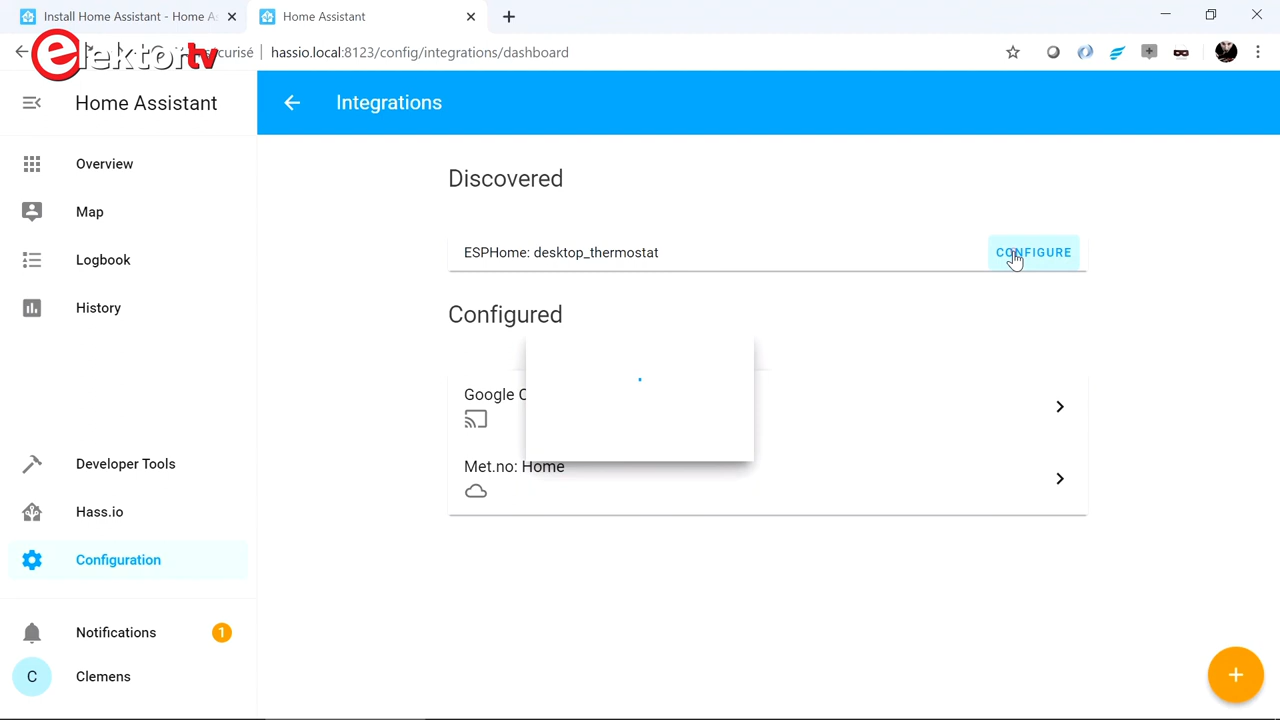 Install Home Assistant - Home A
Home Assistant
elektor tv
curisé
hassio.local:8123/config/integrations/dashboard
Home Assistant
Integrations
Overview
Map
Logbook
History
Developer Tools
Hass.io
Configuration
Notifications
1
C
Clemens
Discovered
ESPHome: desktop_thermostat
CONFIGURE
Configured
Google C
Met.no: Home